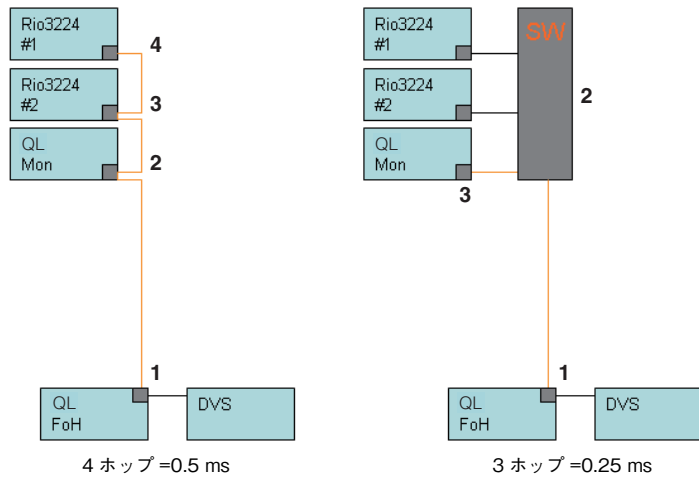 Rio3224
#1
4
Rio3224
#2
3
QL
Mon
2
1
QL
FoH
DVS
4 ホップ =0.5 ms
Rio3224
#1
SW
Rio3224
#2
2
QL
Mon
3
1
QL
FoH
DVS
3 ホップ =0.25 ms